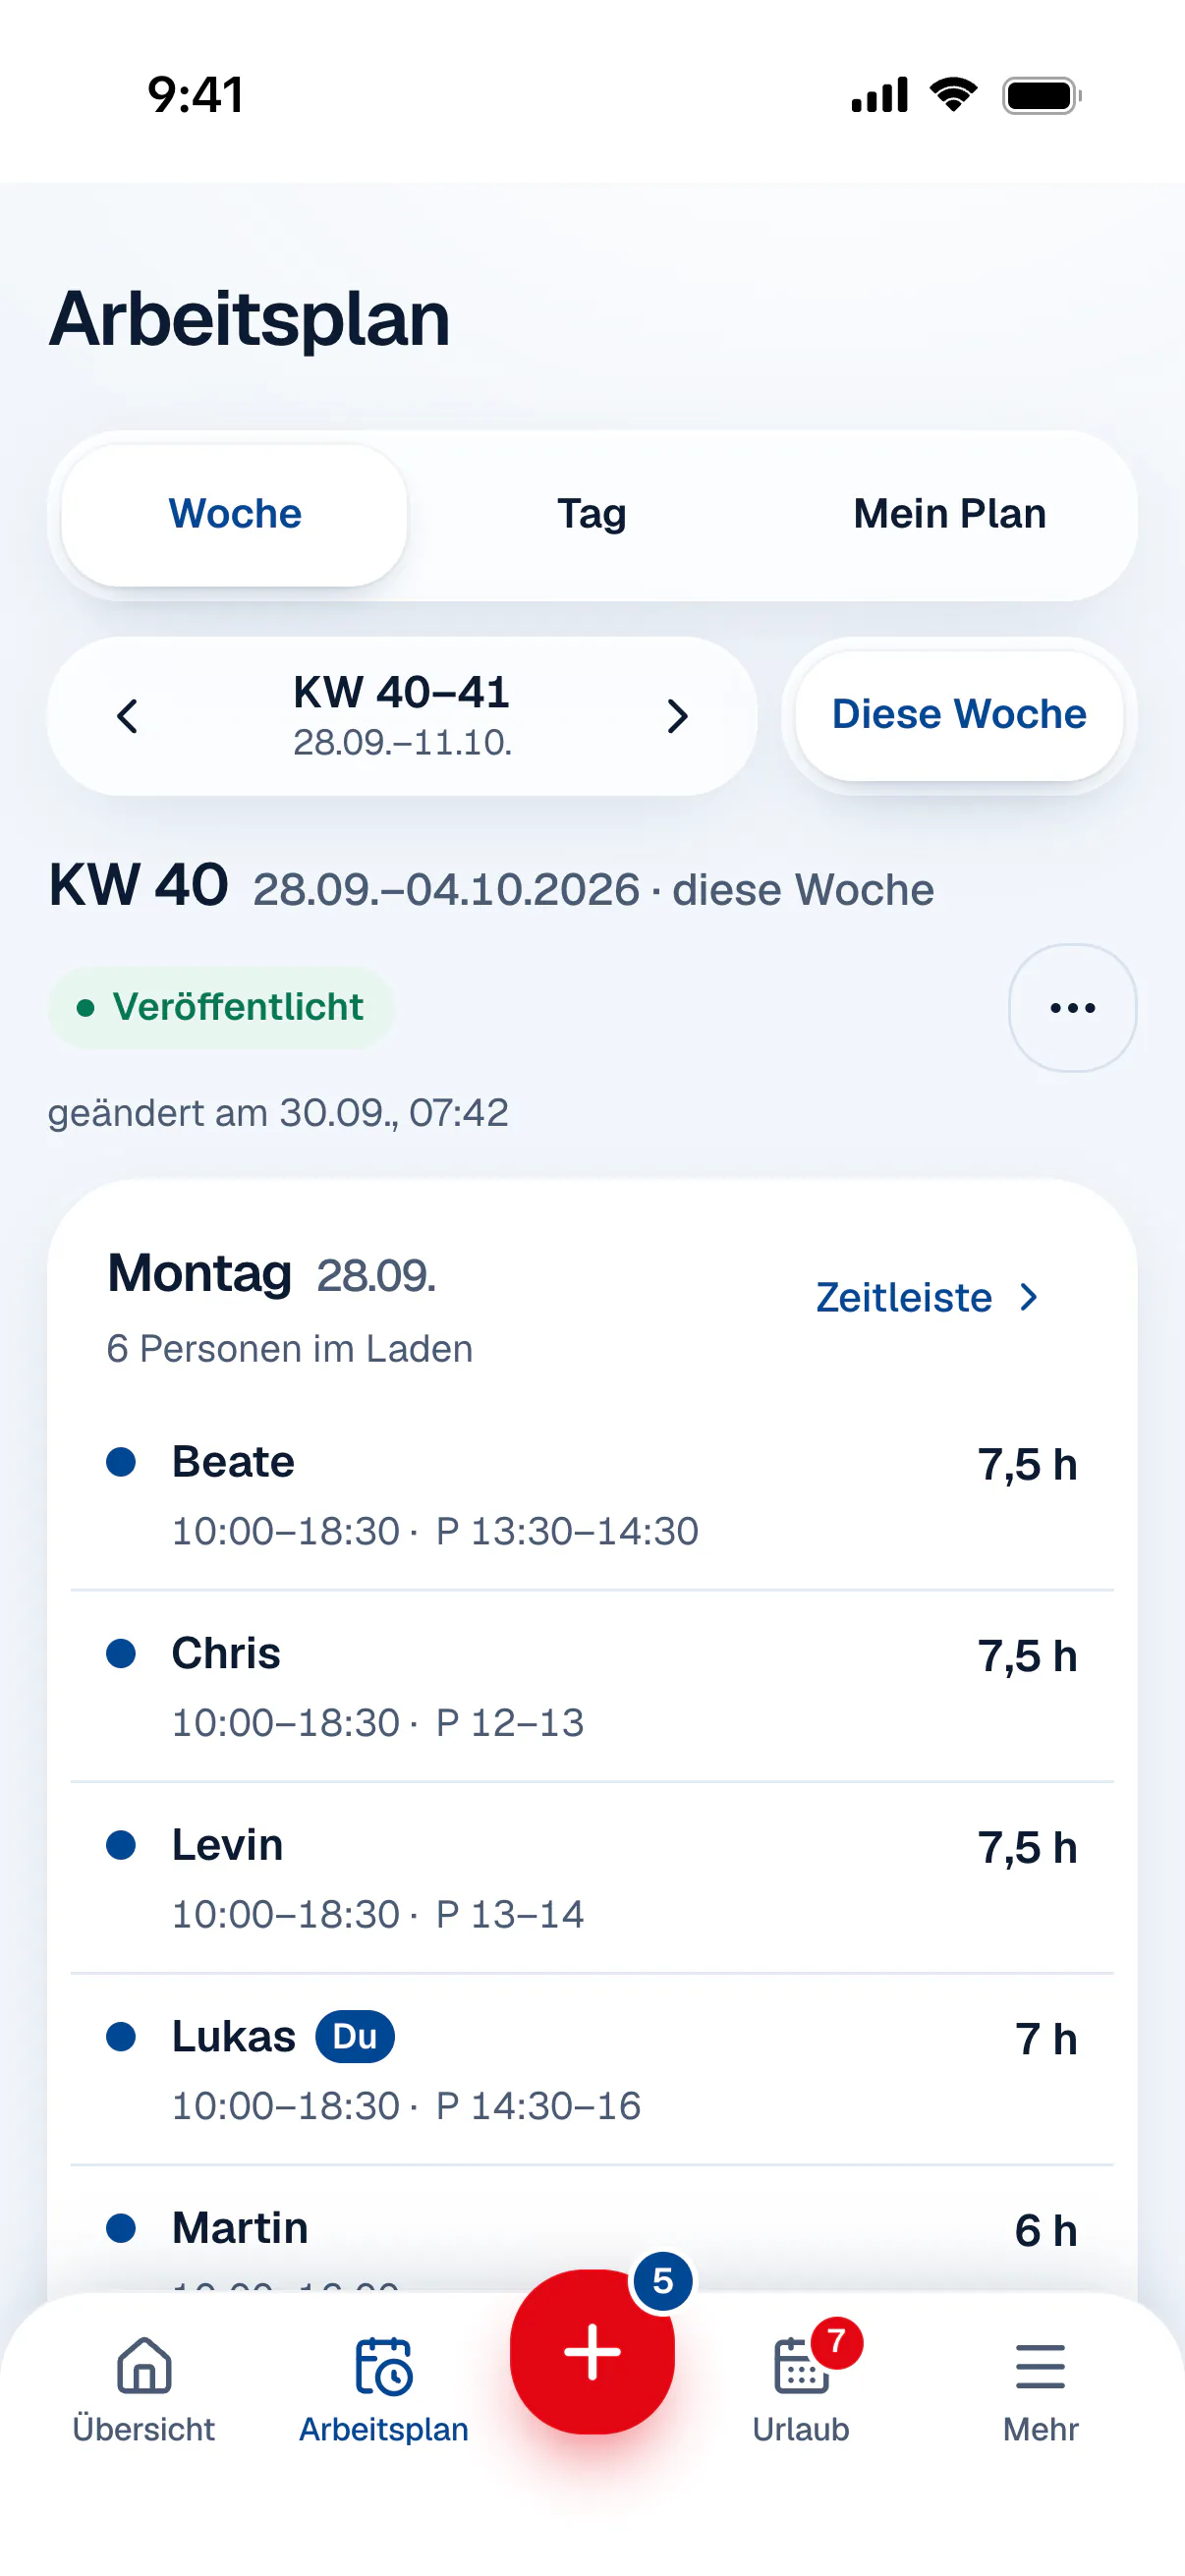 9:41
Arbeitsplan
Woche Tag Mein Plan
KW 40–41
28.09.–11.10.
Diese Woche
KW 40 28.09.–04.10.2026 · diese Woche
Veröffentlicht
geändert am 30.09., 07:42
Montag 28.09.
Zeitleiste
6 Personen im Laden
Beate 7,5 h
10:00–18:30 · P 13:30–14:30
Chris 7,5 h
10:00–18:30 · P 12–13
Levin 7,5 h
10:00–18:30 · P 13–14
Lukas Du 7 h
10:00–18:30 · P 14:30–16
Martin 6 h
5
7
Übersicht Arbeitsplan Urlaub Mehr